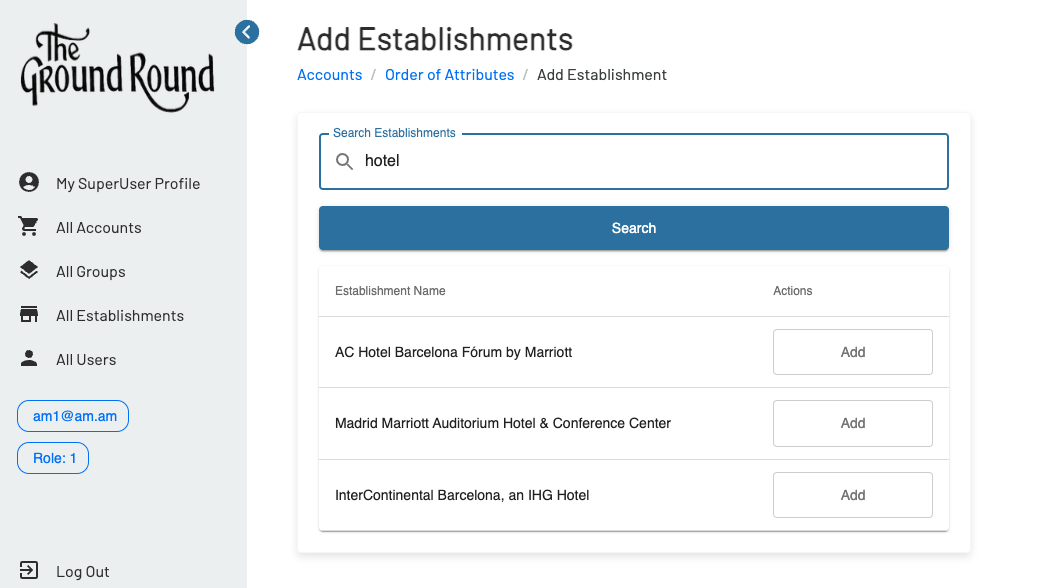 The
Ground Round
My SuperUser Profile
All Accounts
All Groups
All Establishments
All Users
am1@am.am
Role: 1
Log Out
Add Establishments
Accounts / Order of Attributes / Add Establishment
Search Establishments
hotel
Search
Establishment Name Actions
AC Hotel Barcelona Fórum by Marriott Add
Madrid Marriott Auditorium Hotel & Conference Center Add
InterContinental Barcelona, an IHG Hotel Add